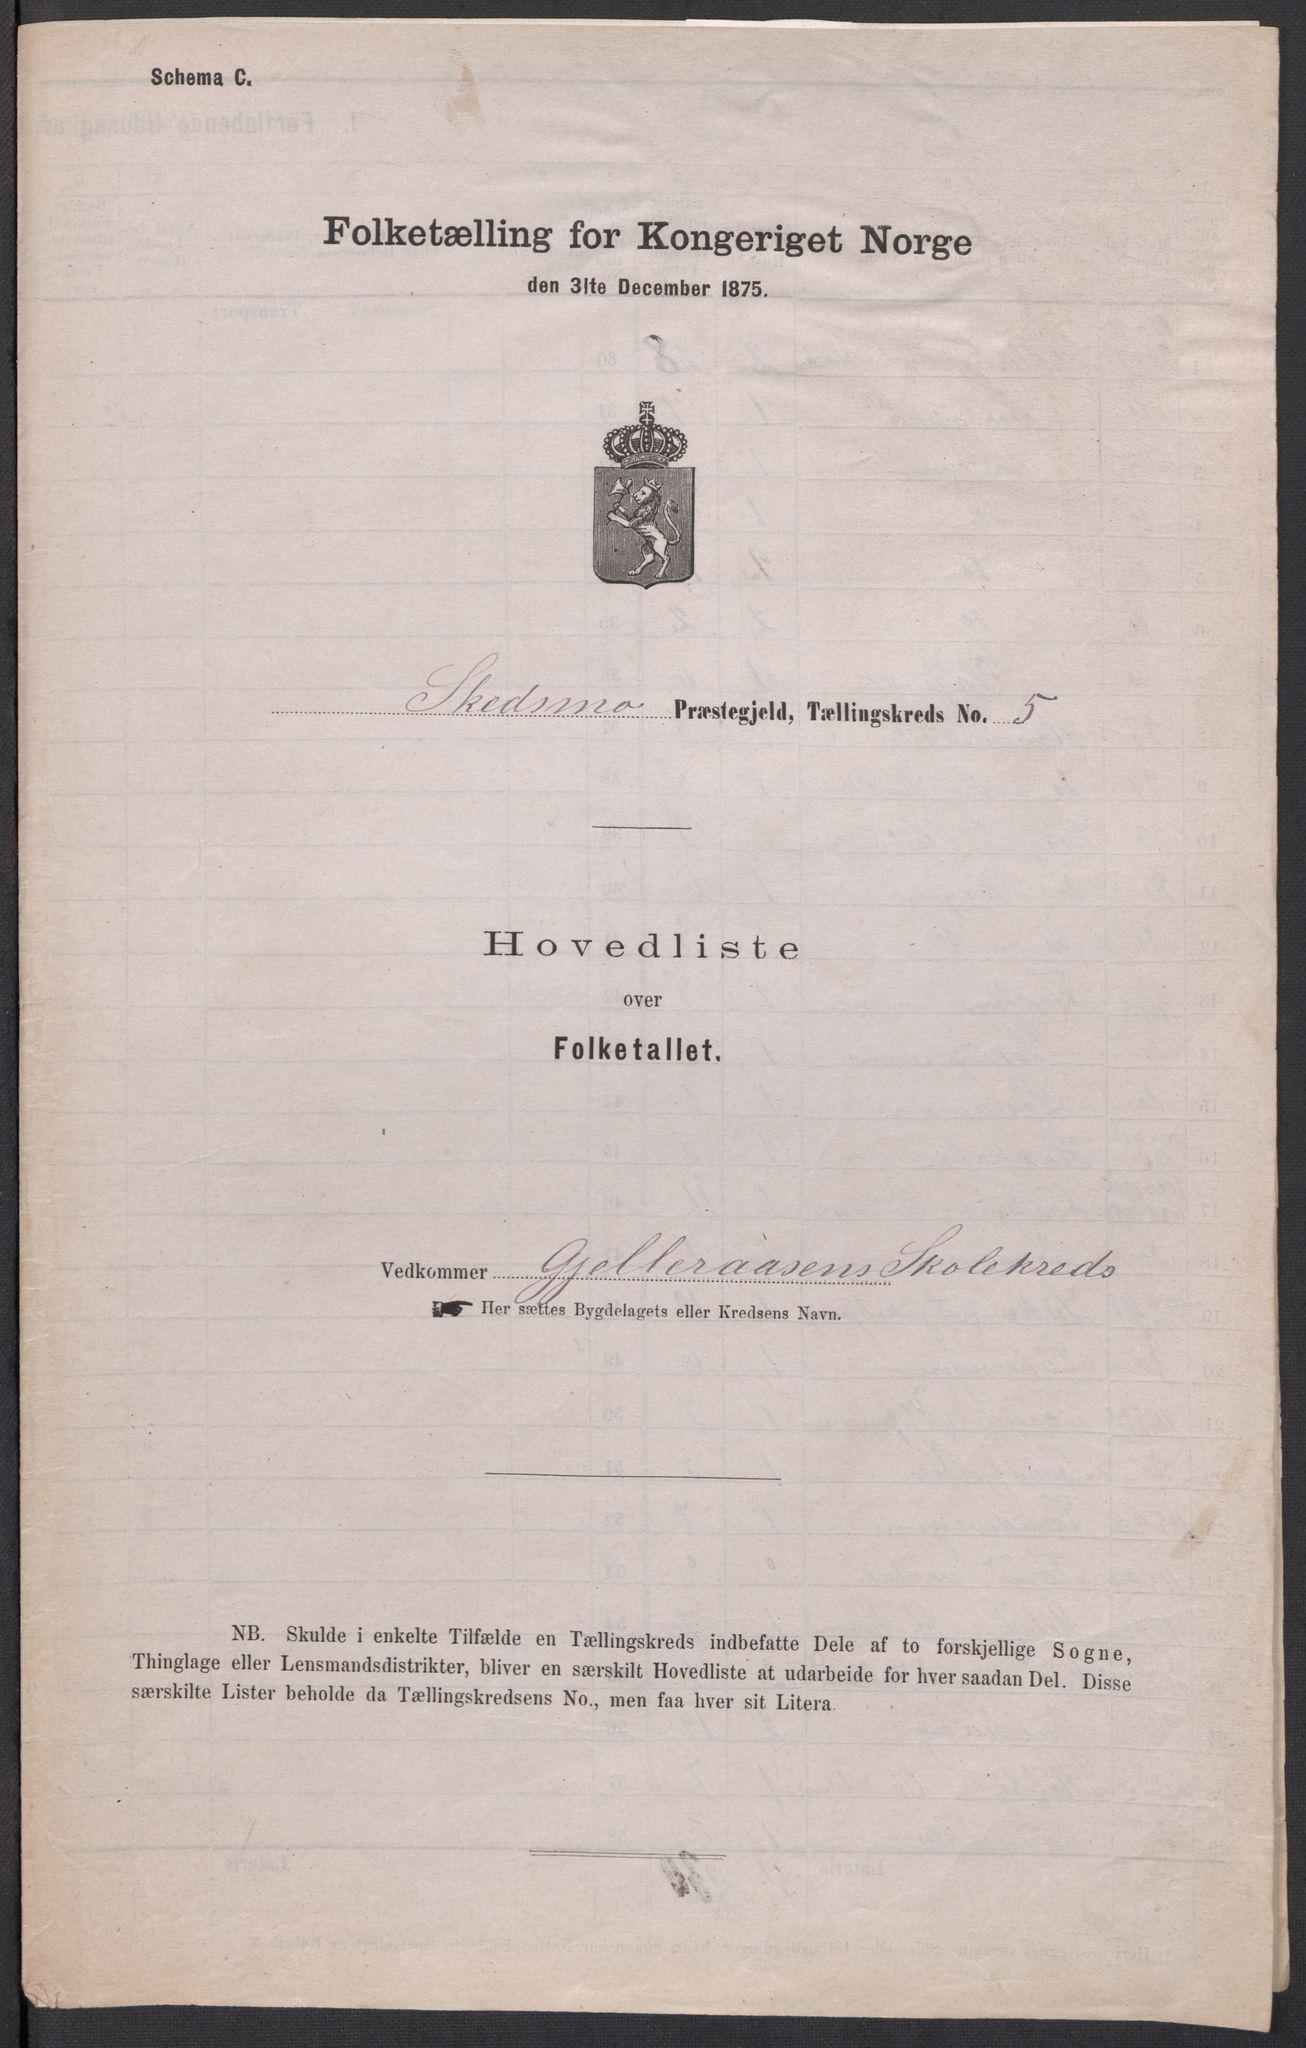 Schema C.
Folketælling for Kongeriget Norge
den 31te December 1875.
Skedsmo Præstegjeld, Tællingskreds No. 5
Hovedliste
over
Folketallet.
Vedkommer Gjelleraasens Skolekreds
Her sættes Bygdelagets eller Kredsens Navn.
NB. Skulde i enkelte Tilfælde en Tællingskreds indbefatte Dele af to forskjellige Sogne,
Thinglage eller Lensmandsdistrikter, bliver en særskilt Hovedliste at udarbeide for hver saadan Del. Disse
særskilte Lister beholde da Tællingskredsens No., men faa hver sit Litera.